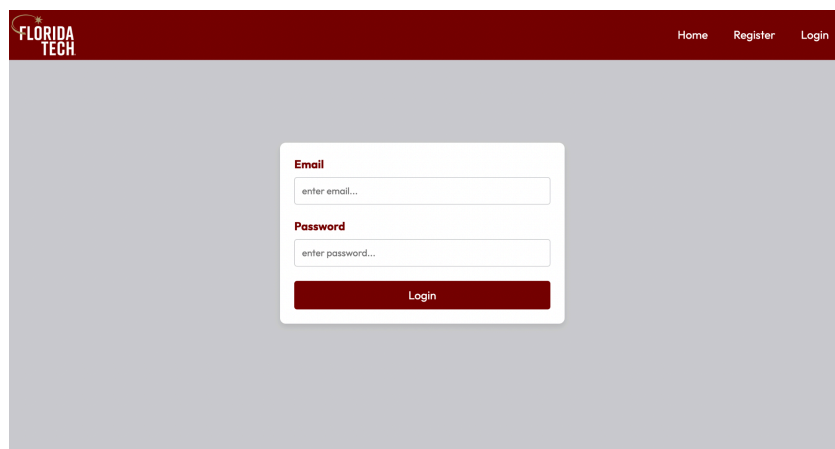 FLORIDA
TECH
Home Register Login
Email
enter email...
Password
enter password...
Login